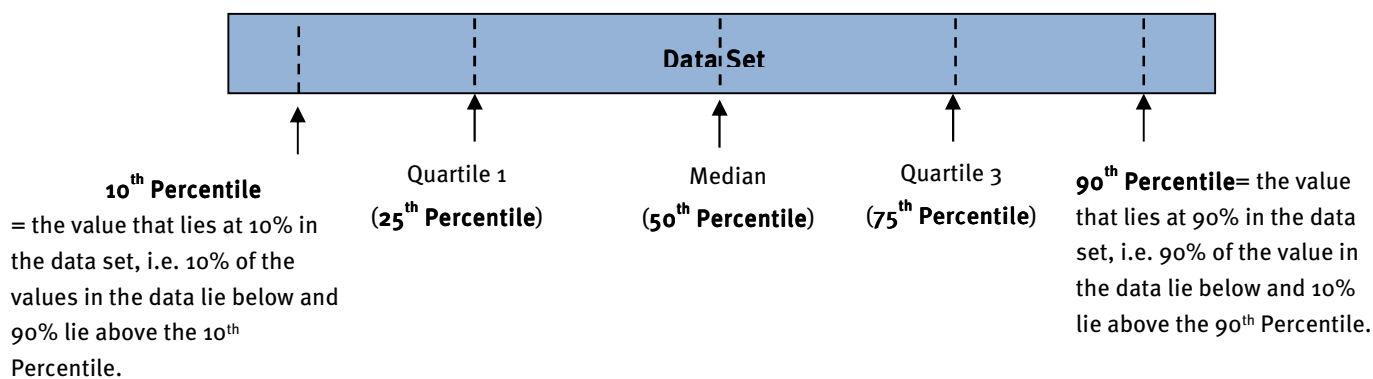 Data Set
10th Percentile
= the value that lies at 10% in
the data set, i.e. 10% of the
values in the data lie below and
90% lie above the 10th
Percentile.
Quartile 1
(25th Percentile)
Median
(50th Percentile)
Quartile 3
(75th Percentile)
90th Percentile= the value
that lies at 90% in the data
set, i.e. 90% of the value in
the data lie below and 10%
lie above the 90th Percentile.